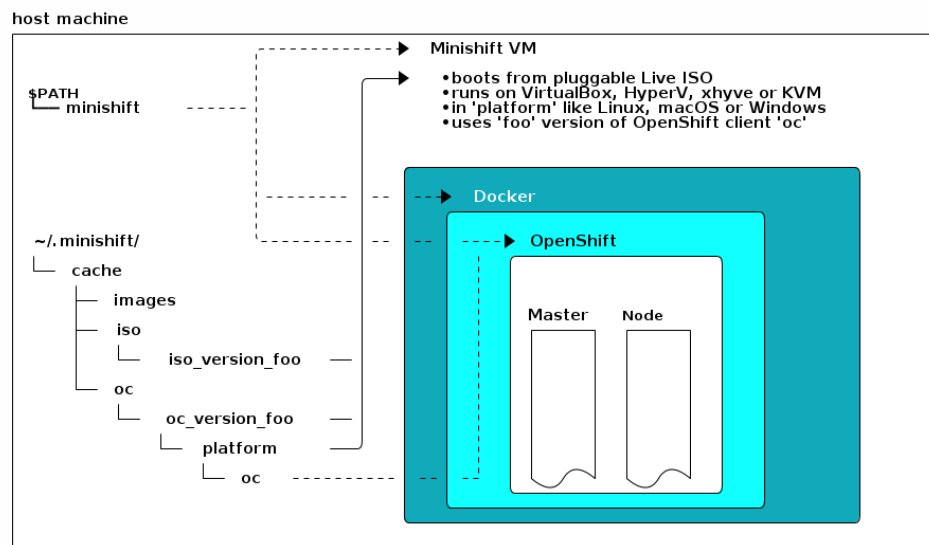 host machine
Minishift VM
•boots from pluggable Live ISO
$PATH
•runs on VirtualBox, HyperV, xhyve or KVM
minishift
•in 'platform' like Linux, macOS or Windows
•uses 'foo' version of OpenShift client 'oc'
Docker
~/.minishift/
OpenShift
cache
images
Master
Node
iso
iso_version_foo
oc
oc_version_foo
platform
oc